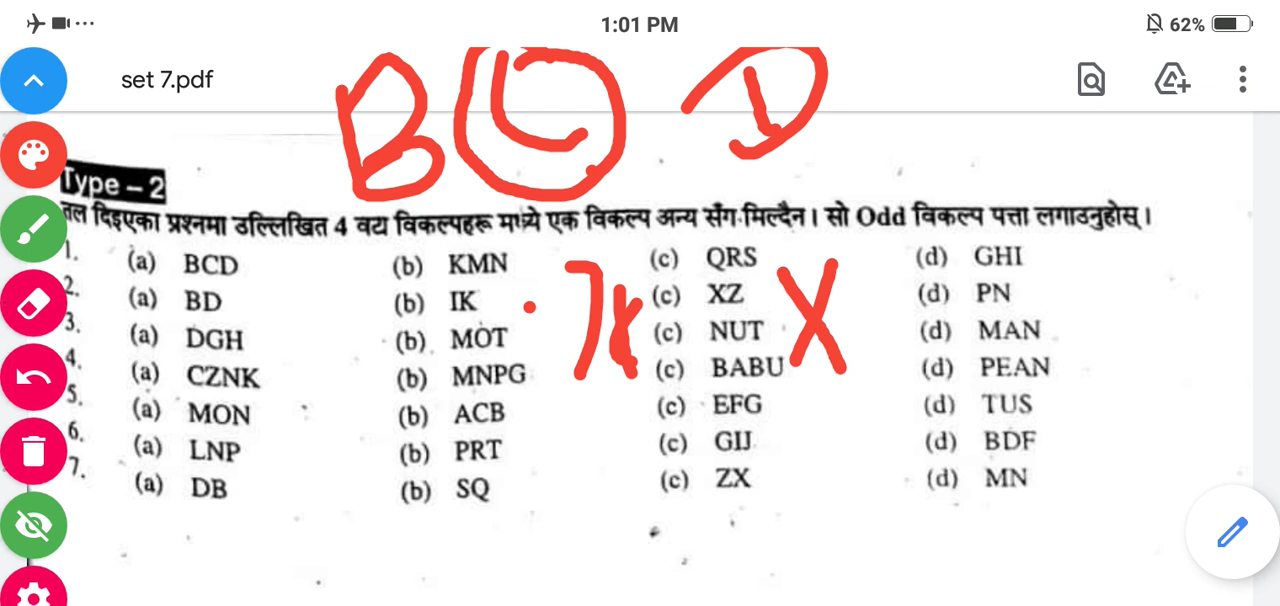 1:01 PM 62%
set 7.pdf
B C D
Type – 2
तल दिइएका प्रश्नमा उल्लिखित 4 वटा विकल्पहरू मध्ये एक विकल्प अन्य सँग मिल्दैन। सो Odd विकल्प पत्ता लगाउनुहोस्।
1. (a) BCD (b) KMN (c) QRS (d) GHI
2. (a) BD (b) IK (c) XZ (d) PN
3. (a) DGH (b) MOT (c) NUT (d) MAN
4. (a) CZNK (b) MNPG (c) BABU (d) PEAN
5. (a) MON (b) ACB (c) EFG (d) TUS
6. (a) LNP (b) PRT (c) GIJ (d) BDF
7. (a) DB (b) SQ (c) ZX (d) MN